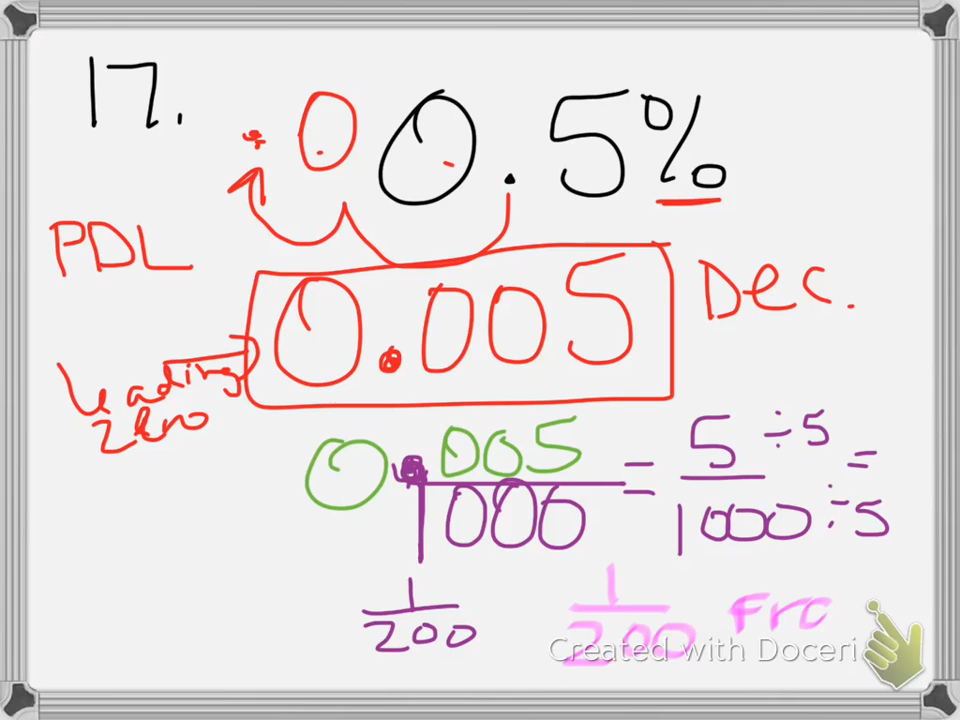 17. 0 0.5%
PDL
0.005 Dec.
leading
zero
0.005/1000 = 5÷5/1000÷5 =
1/200 1/200 Frc
Created with Doceri